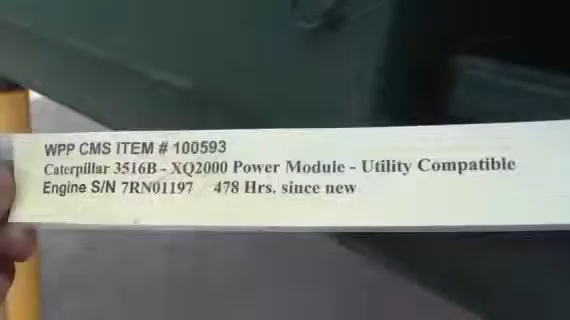 WPP CMS ITEM # 100593
Caterpillar 3516B - XQ2000 Power Module - Utility Compatible
Engine S/N 7RN01197 478 Hrs. since new